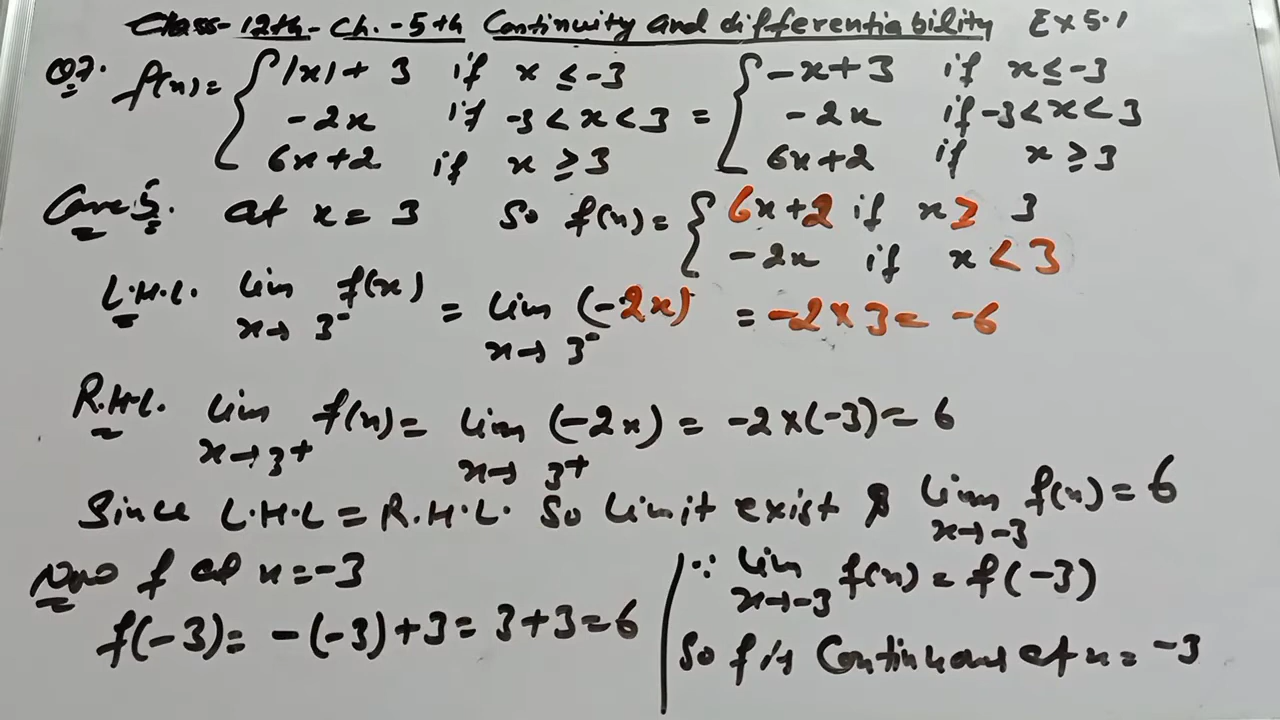 Class-12th-Ch.-5th Continuity and differentiability Ex 5.1
Q7. f(x) = { |x| + 3 if x ≤ -3 = { -x + 3 if x ≤ -3
-2x if -3 < x < 3 -2x if -3 < x < 3
6x+2 if x ≥ 3 6x+2 if x ≥ 3
Case 5. at x = 3 So f(x) = { 6x+2 if x ≥ 3
-2x if x < 3
L.H.L. lim x→3⁻ f(x) = lim x→3⁻ (-2x) = -2×3 = -6
R.H.L. lim x→3+ f(x) = lim x→3+ (-2x) = -2×(-3) = 6
Since L.H.L = R.H.L. So limit exist & lim x→-3 f(x) = 6
Now f at x = -3
f(-3) = -(-3)+3 = 3+3 = 6
∵ lim x→-3 f(x) = f(-3)
So f is Continuous at x = -3